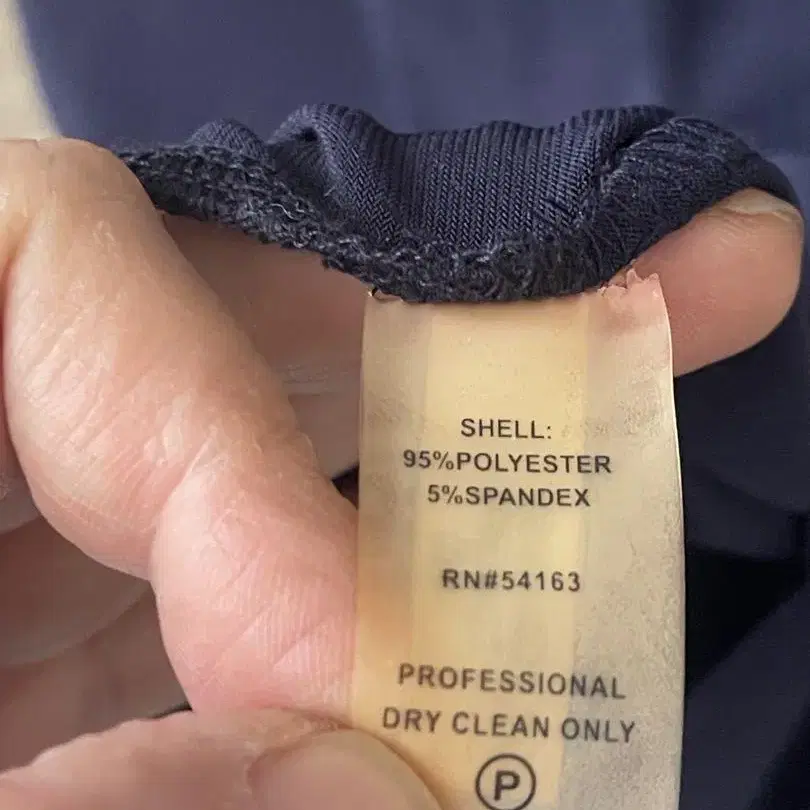 SHELL:
95%POLYESTER
5%SPANDEX
RN#54163
PROFESSIONAL
DRY CLEAN ONLY
P